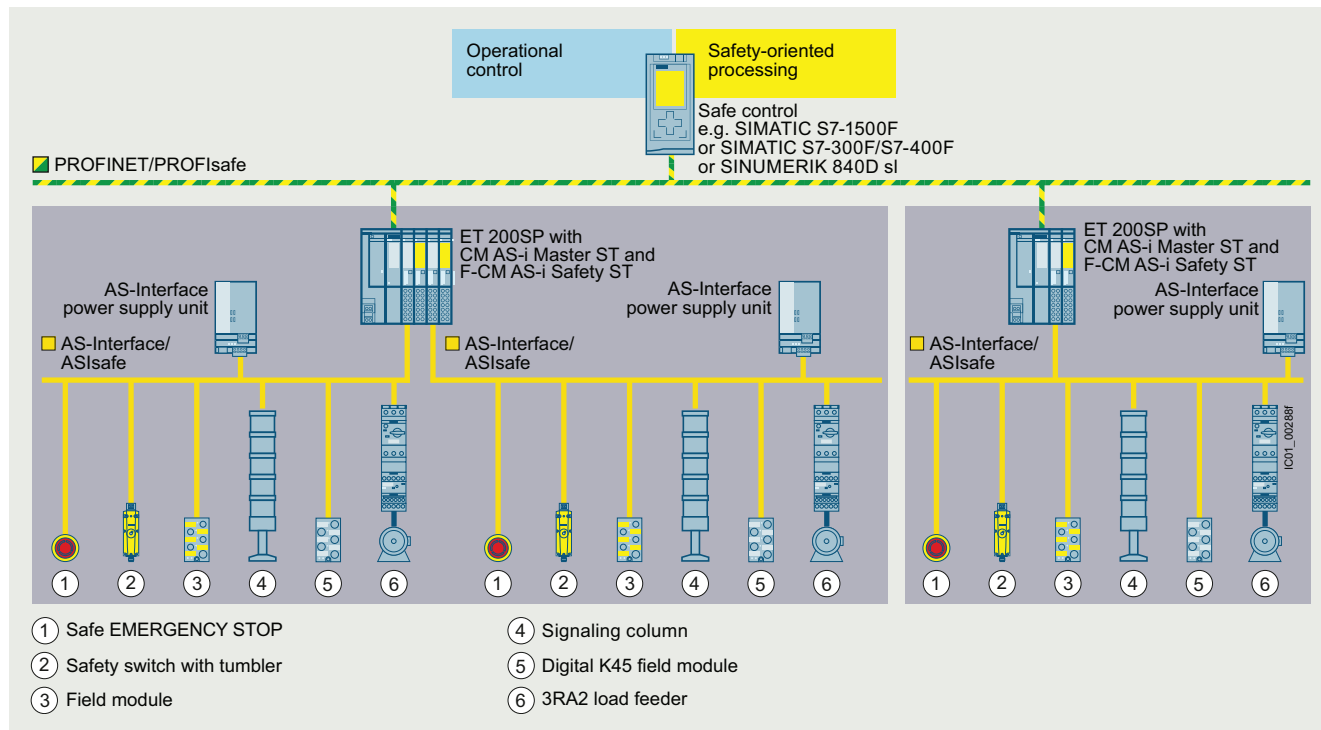 Operational
control
Safety-oriented
processing
Safe control
e.g. SIMATIC S7-1500F
or SIMATIC S7-300F/S7-400F
or SINUMERIK 840D sl
PROFINET/PROFIsafe
ET 200SP with
CM AS-i Master ST and
F-CM AS-i Safety ST
AS-Interface
power supply unit
AS-Interface/
ASIsafe
AS-Interface
power supply unit
AS-Interface/
ASIsafe
ET 200SP with
CM AS-i Master ST and
F-CM AS-i Safety ST
AS-Interface
power supply unit
AS-Interface/
ASIsafe
IC01_00288f
1 2 3 4 5 6
1 2 3 4 5 6
1 2 3 4 5 6
1 Safe EMERGENCY STOP
2 Safety switch with tumbler
3 Field module
4 Signaling column
5 Digital K45 field module
6 3RA2 load feeder